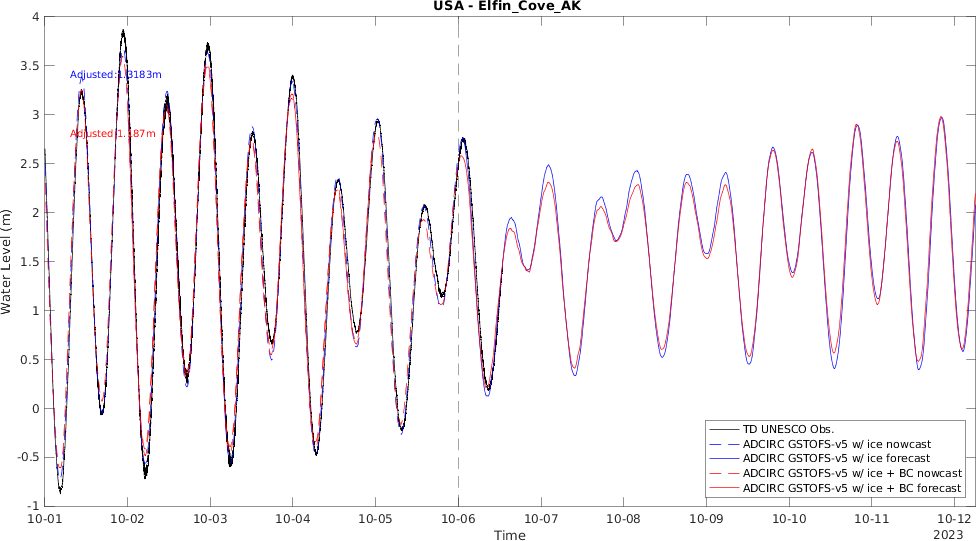 USA - Elfin_Cove_AK
4
3.5
3
2.5
2
1.5
1
0.5
0
-0.5
-1
Water Level (m)
Adjusted:1.3183m
Adjusted:1.187m
TD UNESCO Obs.
ADCIRC GSTOFS-v5 w/ ice nowcast
ADCIRC GSTOFS-v5 w/ ice forecast
ADCIRC GSTOFS-v5 w/ ice + BC nowcast
ADCIRC GSTOFS-v5 w/ ice + BC forecast
10-01 10-02 10-03 10-04 10-05 10-06 10-07 10-08 10-09 10-10 10-11 10-12
Time
2023